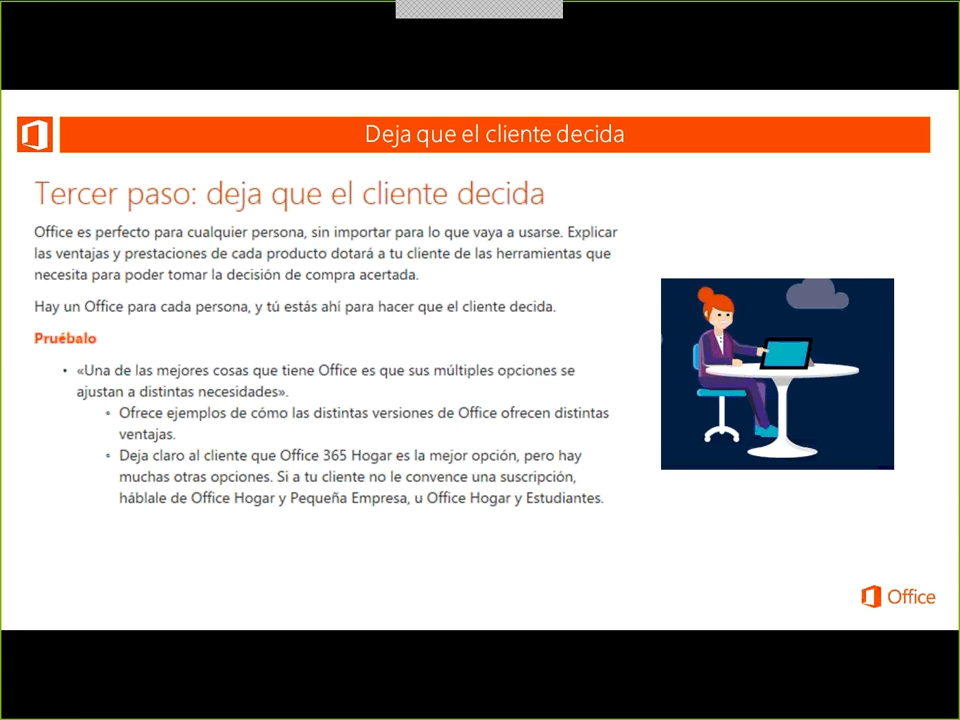 Deja que el cliente decida
Tercer paso: deja que el cliente decida
Office es perfecto para cualquier persona, sin importar para lo que vaya a usarse. Explicar
las ventajas y prestaciones de cada producto dotará a tu cliente de las herramientas que
necesita para poder tomar la decisión de compra acertada.
Hay un Office para cada persona, y tú estás ahí para hacer que el cliente decida.
Pruébalo
• «Una de las mejores cosas que tiene Office es que sus múltiples opciones se
ajustan a distintas necesidades».
◦ Ofrece ejemplos de cómo las distintas versiones de Office ofrecen distintas
ventajas.
◦ Deja claro al cliente que Office 365 Hogar es la mejor opción, pero hay
muchas otras opciones. Si a tu cliente no le convence una suscripción,
háblale de Office Hogar y Pequeña Empresa, u Office Hogar y Estudiantes.
Office